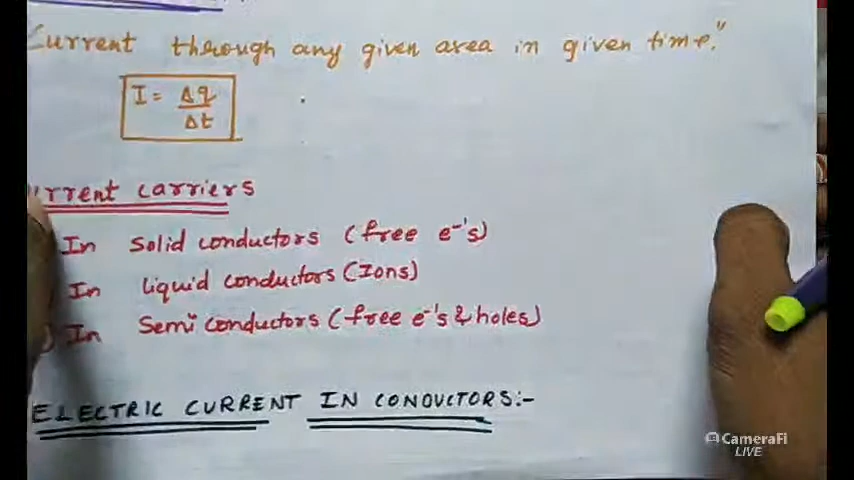 Current through any given area in given time."
I = Δq
Δt
Current carriers
In Solid conductors (free e⁻'s)
In liquid conductors (Ions)
In Semi conductors (free e⁻'s & holes)
ELECTRIC CURRENT IN CONDUCTORS:-
CameraFi
LIVE